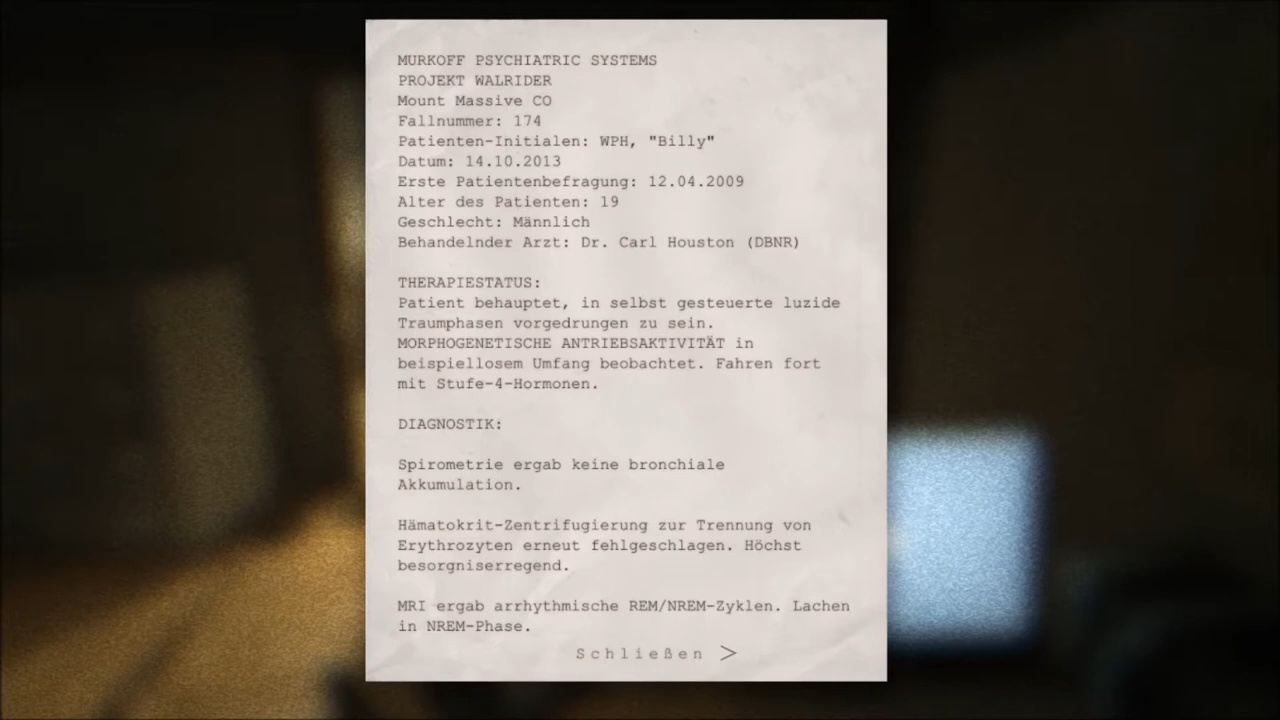 MURKOFF PSYCHIATRIC SYSTEMS
PROJEKT WALRIDER
Mount Massive CO
Fallnummer: 174
Patienten-Initialen: WPH, "Billy"
Datum: 14.10.2013
Erste Patientenbefragung: 12.04.2009
Alter des Patienten: 19
Geschlecht: Männlich
Behandelnder Arzt: Dr. Carl Houston (DBNR)
THERAPIESTATUS:
Patient behauptet, in selbst gesteuerte luzide
Traumphasen vorgedrungen zu sein.
MORPHOGENETISCHE ANTRIEBSAKTIVITÄT in
beispiellosem Umfang beobachtet. Fahren fort
mit Stufe-4-Hormonen.
DIAGNOSTIK:
Spirometrie ergab keine bronchiale
Akkumulation.
Hämatokrit-Zentrifugierung zur Trennung von
Erythrozyten erneut fehlgeschlagen. Höchst
besorgniserregend.
MRI ergab arrhythmische REM/NREM-Zyklen. Lachen
in NREM-Phase.
Schließen >